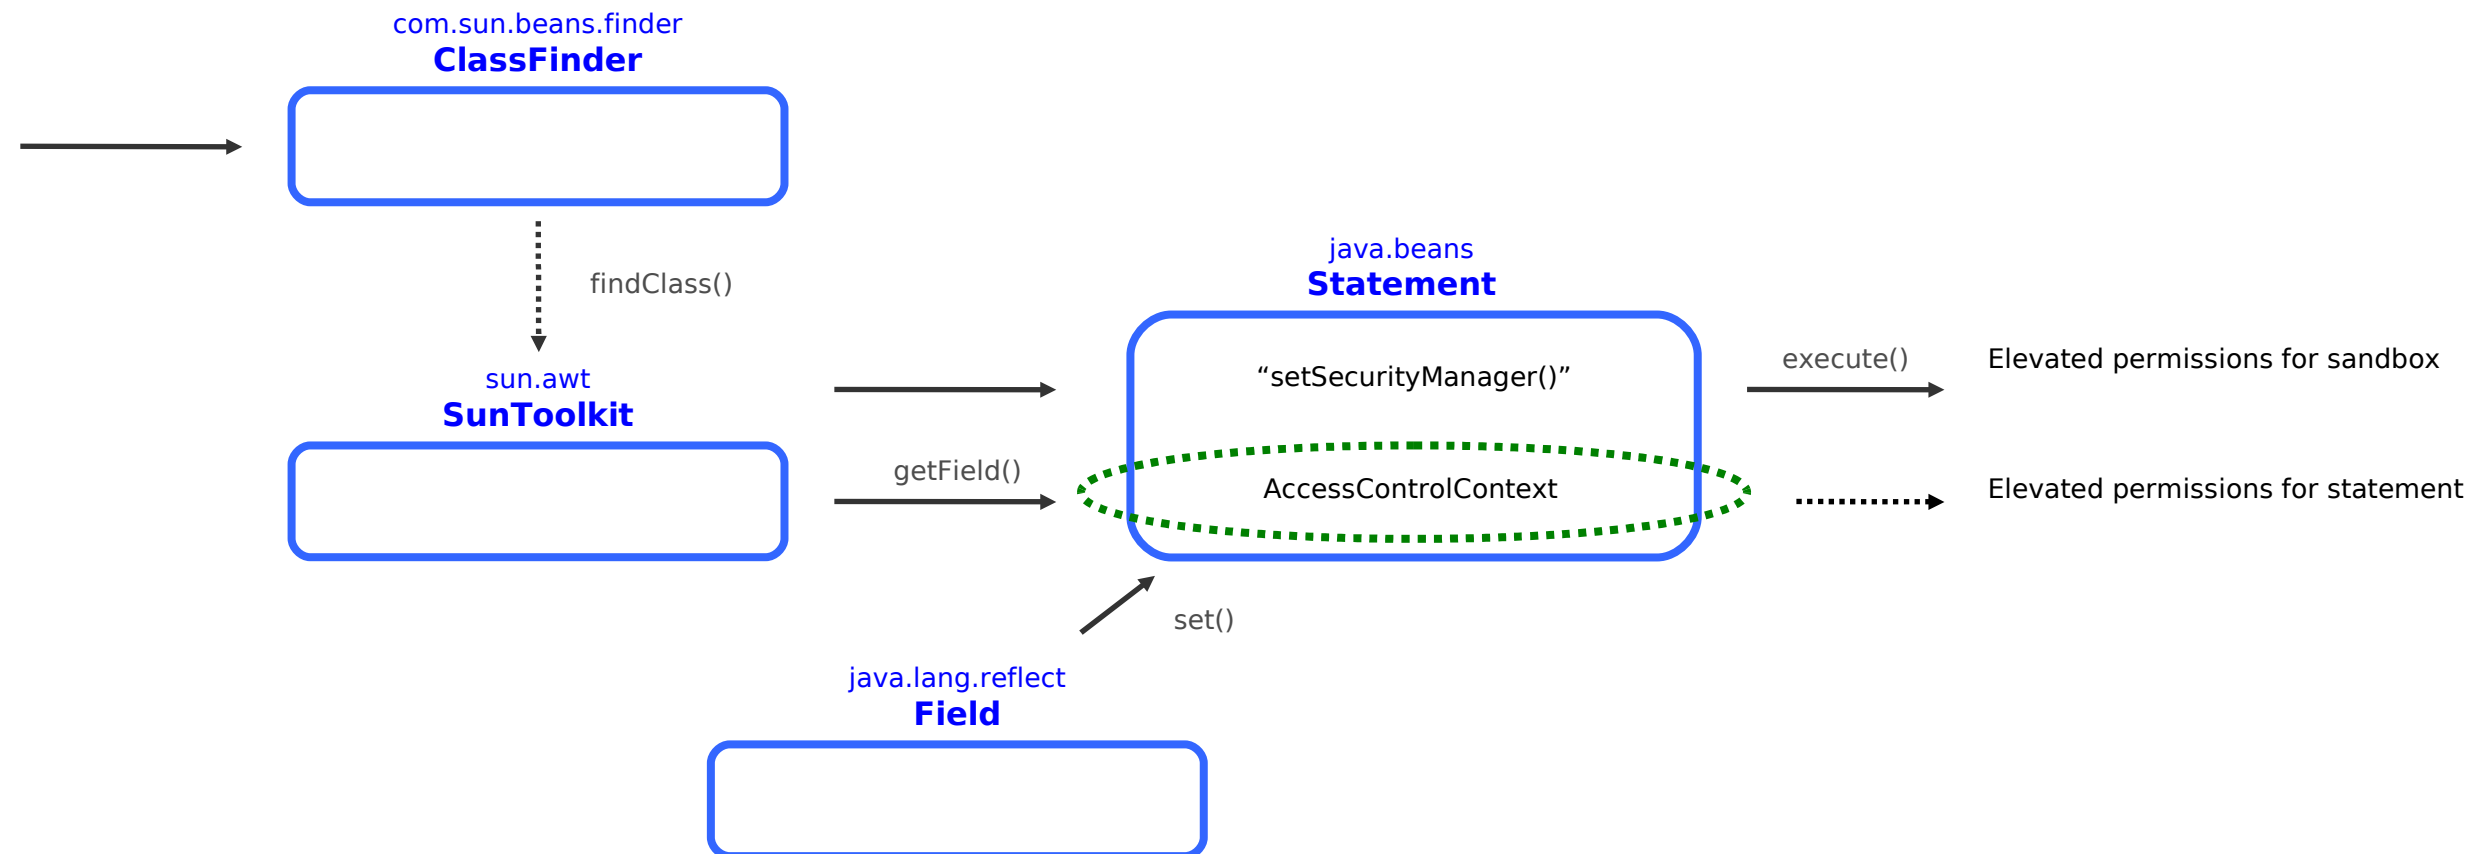 com.sun.beans.finder
ClassFinder
findClass()
sun.awt
SunToolkit
getField()
java.beans
Statement
“setSecurityManager()”
AccessControlContext
execute()
Elevated permissions for sandbox
Elevated permissions for statement
set()
java.lang.reflect
Field